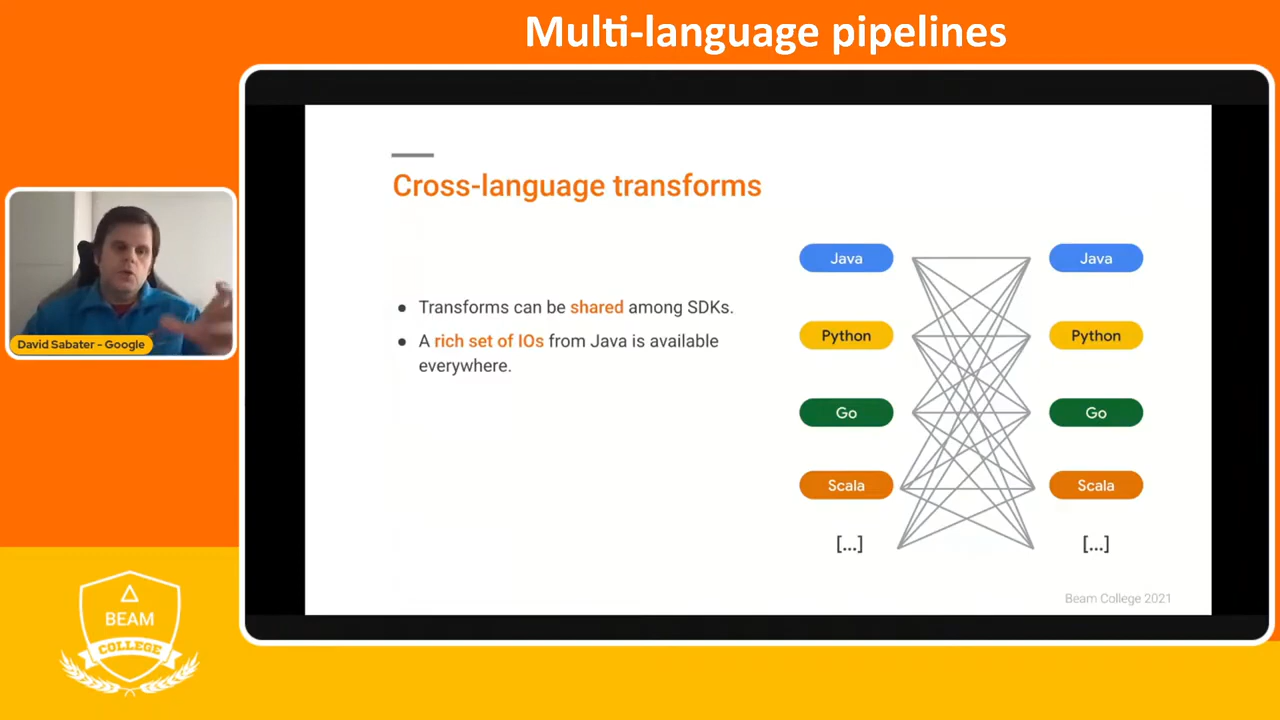 Multi-language pipelines
Cross-language transforms
● Transforms can be shared among SDKs.
● A rich set of IOs from Java is available
everywhere.
Java
Java
Python
Python
Go
Go
Scala
Scala
[...]
[...]
Beam College 2021
David Sabater - Google
BEAM
COLLEGE